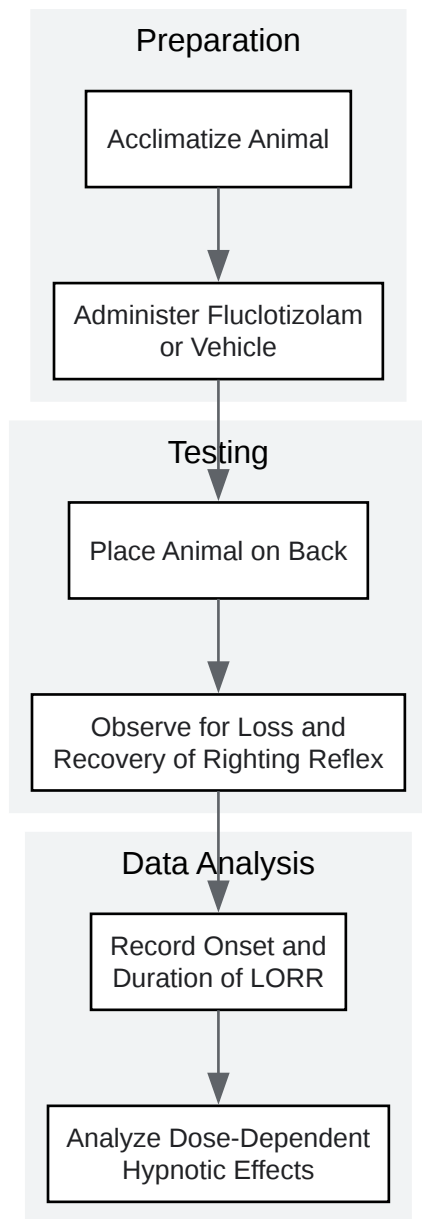 Preparation
Acclimatize Animal
Administer Fluclotizolam
or Vehicle
Testing
Place Animal on Back
Observe for Loss and
Recovery of Righting Reflex
Data Analysis
Record Onset and
Duration of LORR
Analyze Dose-Dependent
Hypnotic Effects